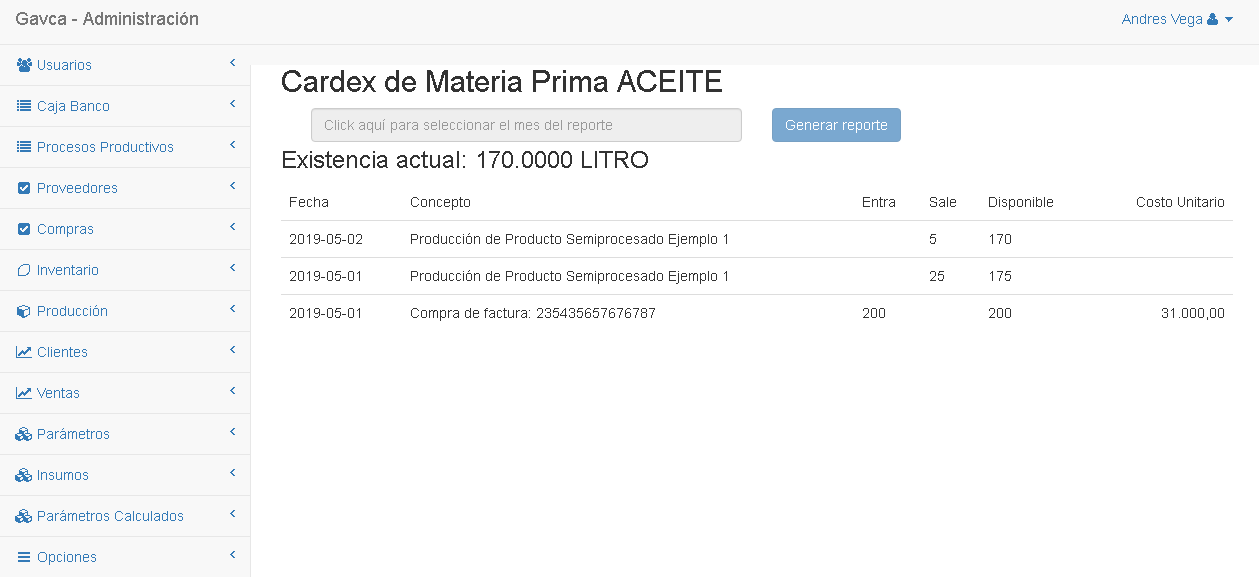 Gavca - Administración
Andres Vega
Usuarios
Caja Banco
Procesos Productivos
Proveedores
Compras
Inventario
Producción
Clientes
Ventas
Parámetros
Insumos
Parámetros Calculados
Opciones
Cardex de Materia Prima ACEITE
Click aquí para seleccionar el mes del reporte
Generar reporte
Existencia actual: 170.0000 LITRO
Fecha Concepto Entra Sale Disponible Costo Unitario
2019-05-02 Producción de Producto Semiprocesado Ejemplo 1 5 170
2019-05-01 Producción de Producto Semiprocesado Ejemplo 1 25 175
2019-05-01 Compra de factura: 235435657676787 200 200 31.000,00